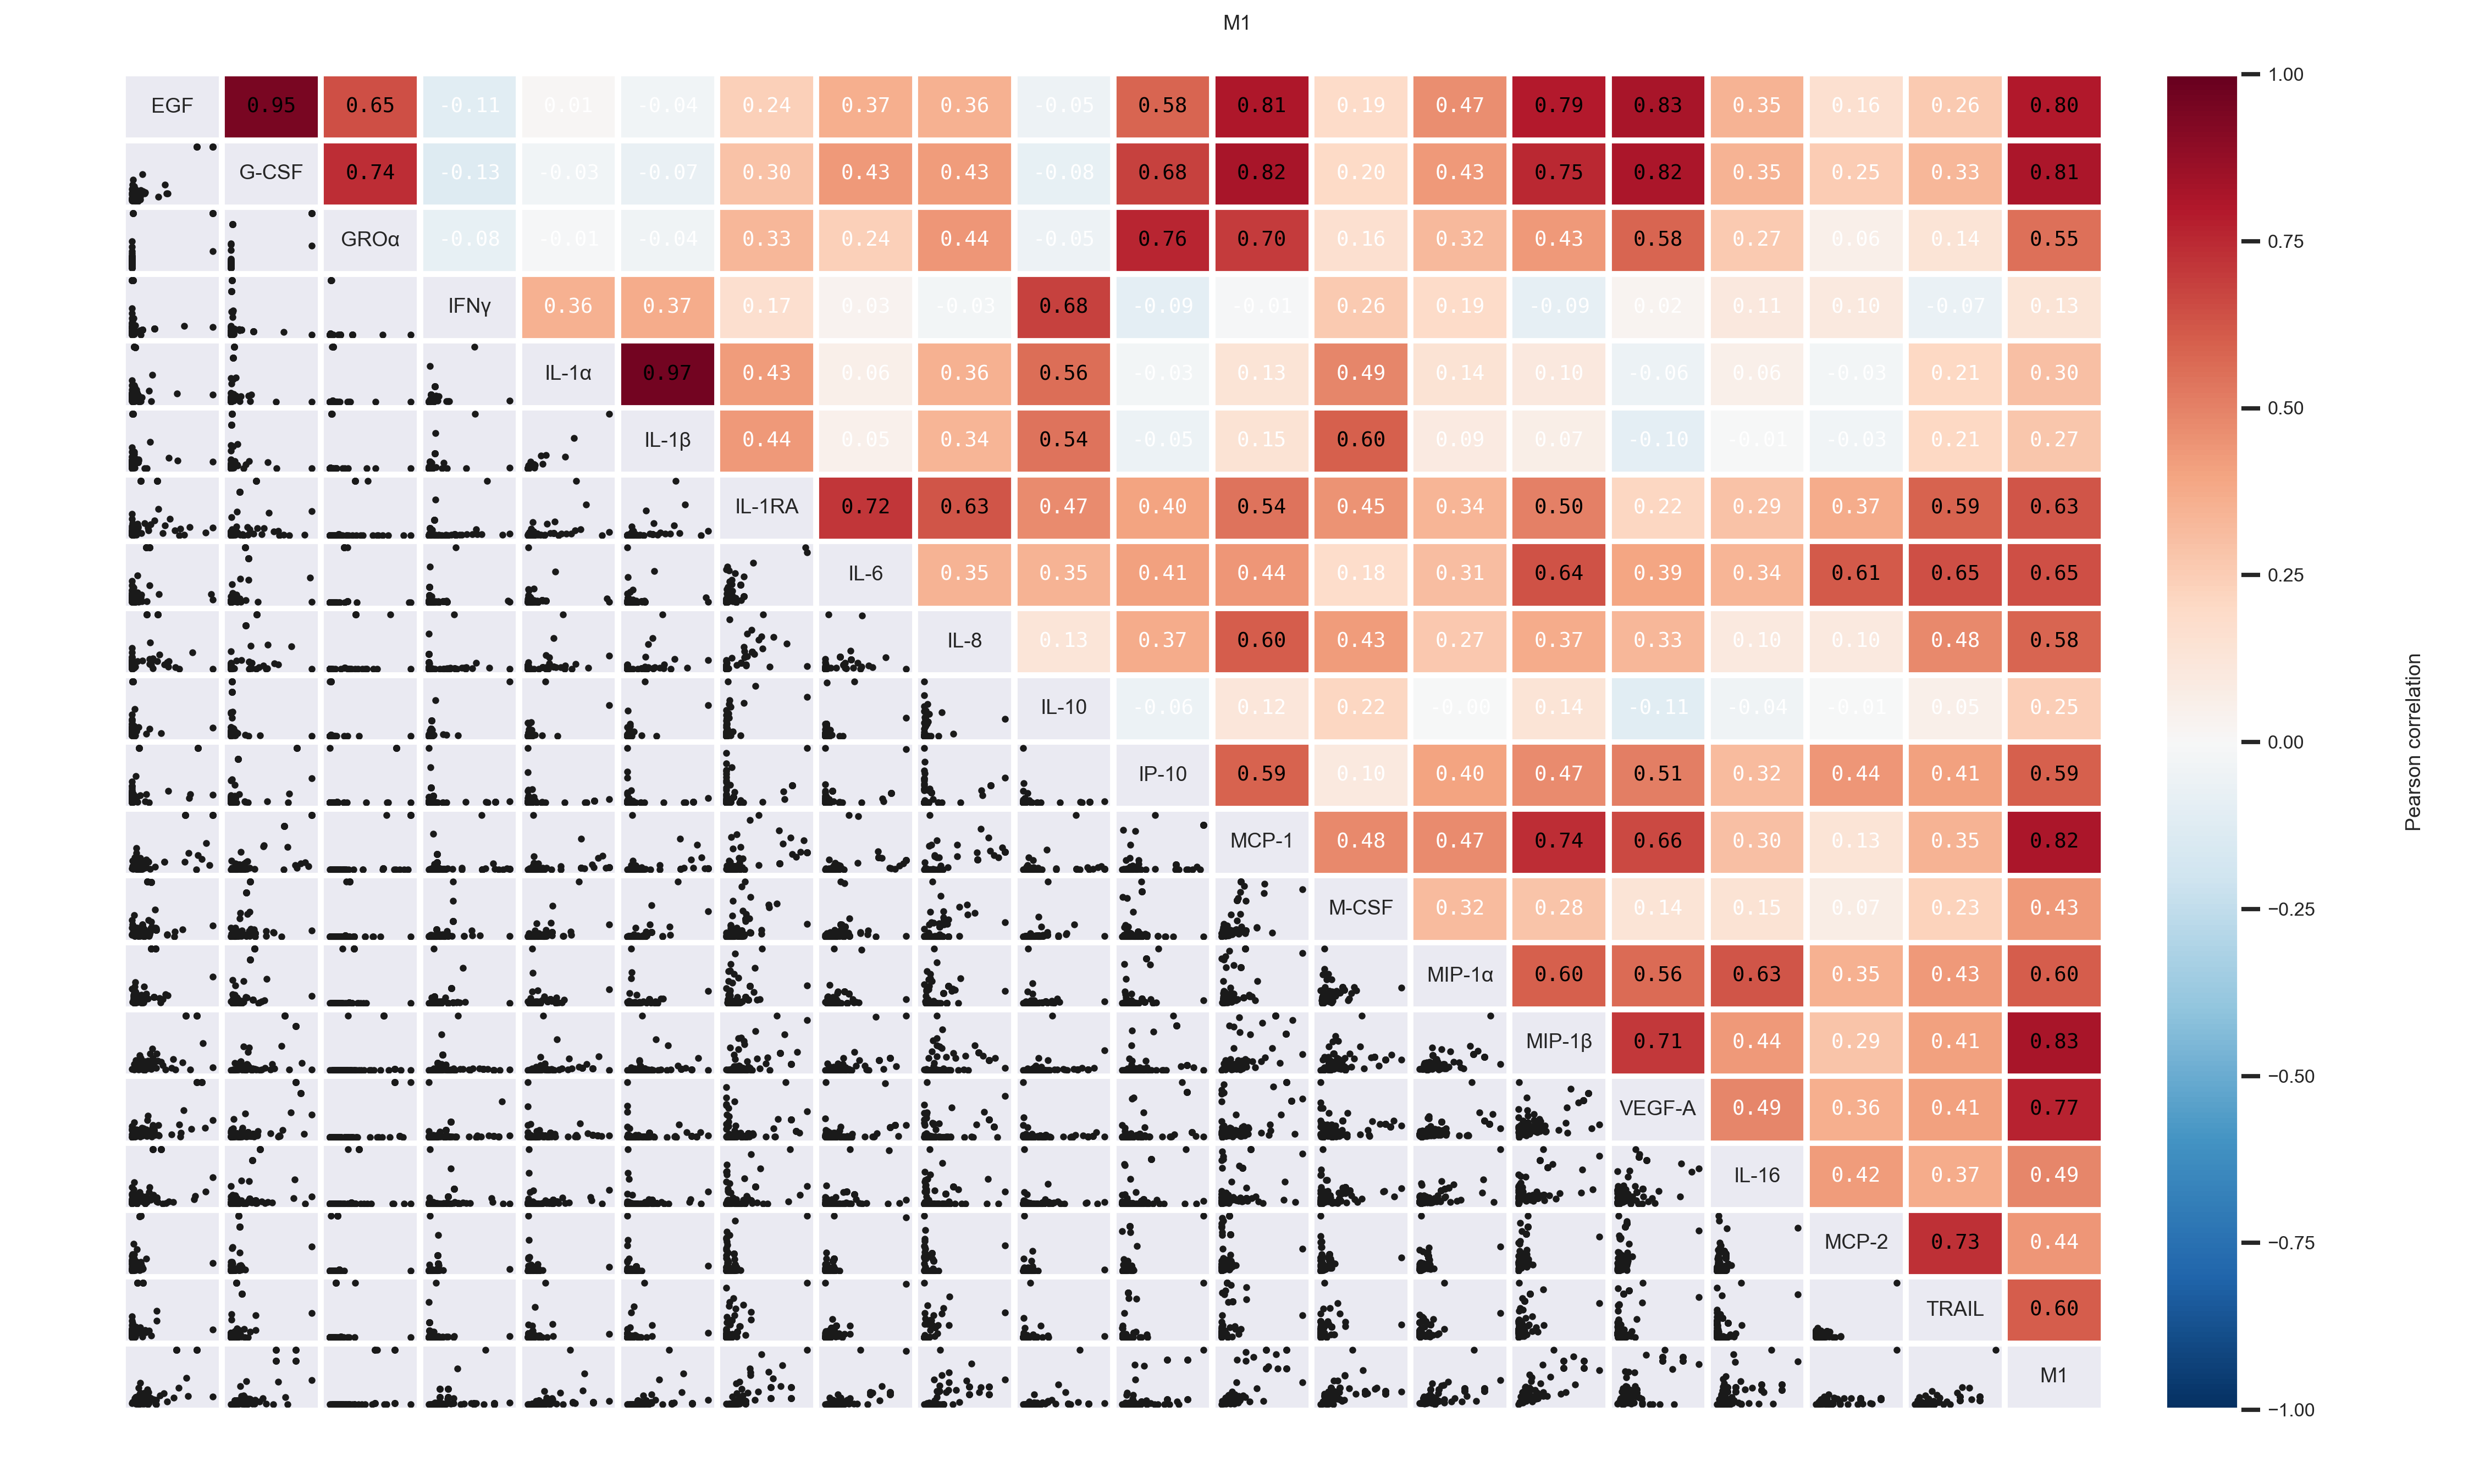 M1
EGF 0.95 0.65 -0.11 0.01 -0.04 0.24 0.37 0.36 -0.05 0.58 0.81 0.19 0.47 0.79 0.83 0.35 0.16 0.26 0.80
G-CSF 0.74 -0.13 -0.03 -0.07 0.30 0.43 0.43 -0.08 0.68 0.82 0.20 0.43 0.75 0.82 0.35 0.25 0.33 0.81
GROα -0.08 -0.01 -0.04 0.33 0.24 0.44 -0.05 0.76 0.70 0.16 0.32 0.43 0.58 0.27 0.06 0.14 0.55
IFNγ 0.36 0.37 0.17 0.03 -0.03 0.68 -0.09 -0.01 0.26 0.19 -0.09 0.02 0.11 0.10 -0.07 0.13
IL-1α 0.97 0.43 0.06 0.36 0.56 -0.03 0.13 0.49 0.14 0.10 -0.06 0.06 -0.03 0.21 0.30
IL-1β 0.44 0.05 0.34 0.54 -0.05 0.15 0.60 0.09 0.07 -0.10 -0.01 -0.03 0.21 0.27
IL-1RA 0.72 0.63 0.47 0.40 0.54 0.45 0.34 0.50 0.22 0.29 0.37 0.59 0.63
IL-6 0.35 0.35 0.41 0.44 0.18 0.31 0.64 0.39 0.34 0.61 0.65 0.65
IL-8 0.13 0.37 0.60 0.43 0.27 0.37 0.33 0.10 0.10 0.48 0.58
IL-10 -0.06 0.12 0.22 -0.00 0.14 -0.11 -0.04 -0.01 0.05 0.25
IP-10 0.59 0.10 0.40 0.47 0.51 0.32 0.44 0.41 0.59
MCP-1 0.48 0.47 0.74 0.66 0.30 0.13 0.35 0.82
M-CSF 0.32 0.28 0.14 0.15 0.07 0.23 0.43
MIP-1α 0.60 0.56 0.63 0.35 0.43 0.60
MIP-1β 0.71 0.44 0.29 0.41 0.83
VEGF-A 0.49 0.36 0.41 0.77
IL-16 0.42 0.37 0.49
MCP-2 0.73 0.44
TRAIL 0.60
M1
1.00
0.75
0.50
0.25
0.00
−0.25
−0.50
−0.75
−1.00
Pearson correlation